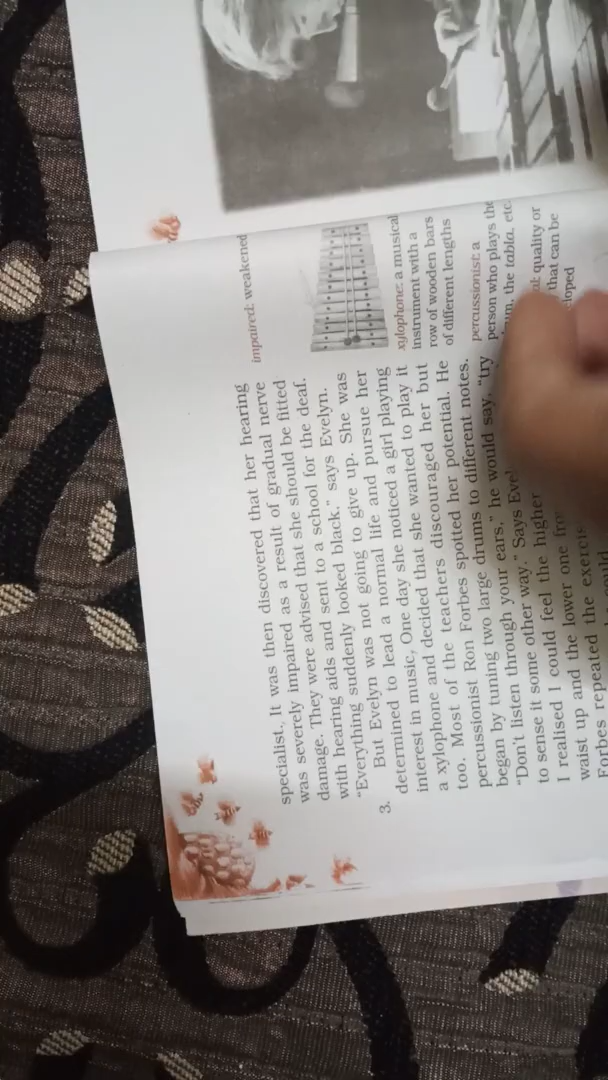 specialist. It was then discovered that her hearing
was severely impaired as a result of gradual nerve
damage. They were advised that she should be fitted
with hearing aids and sent to a school for the deaf.
“Everything suddenly looked black.” says Evelyn.
3. But Evelyn was not going to give up. She was
determined to lead a normal life and pursue her
interest in music, One day she noticed a girl playing
a xylophone and decided that she wanted to play it
too. Most of the teachers discouraged her but
percussionist Ron Forbes spotted her potential. He
began by tuning two large drums to different notes.
“Don't listen through your ears,” he would say, “try
to sense it some other way.” Says
I realised I could feel the higher
waist up and the lower one
Forbes repeated the
impaired: weakened
xylophone: a musical
instrument with a
row of wooden bars
of different lengths
percussionist: a
person who plays the
the tabla, etc.
quality or
that can be